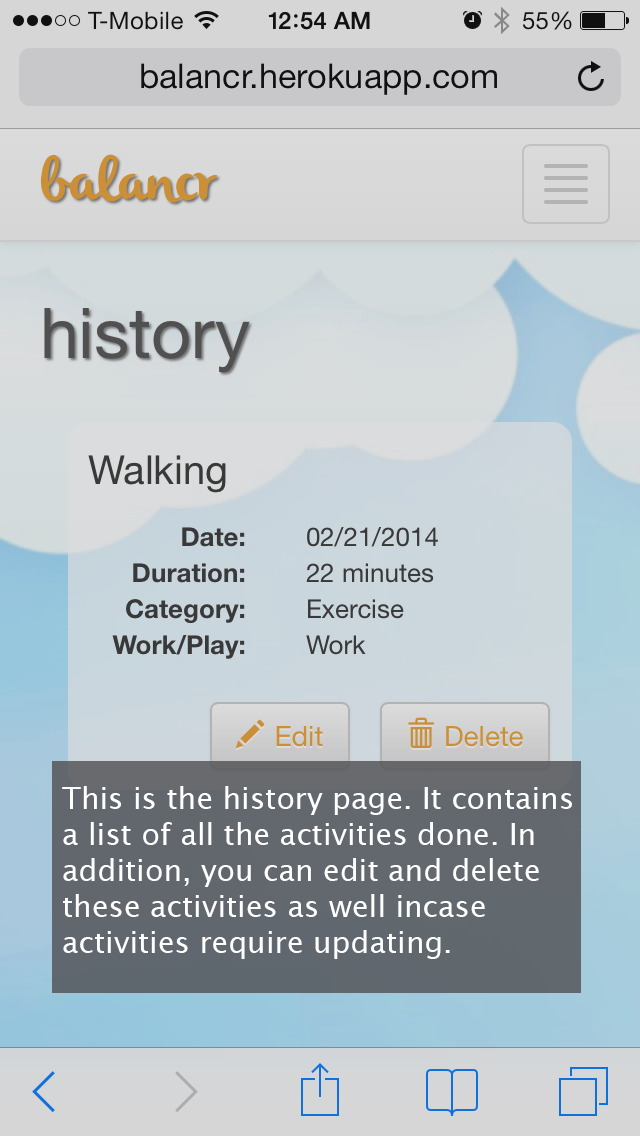 T-Mobile 12:54 AM 55%
balancr.herokuapp.com
balancr
history
Walking
Date: 02/21/2014
Duration: 22 minutes
Category: Exercise
Work/Play: Work
Edit Delete
This is the history page. It contains
a list of all the activities done. In
addition, you can edit and delete
these activities as well incase
activities require updating.